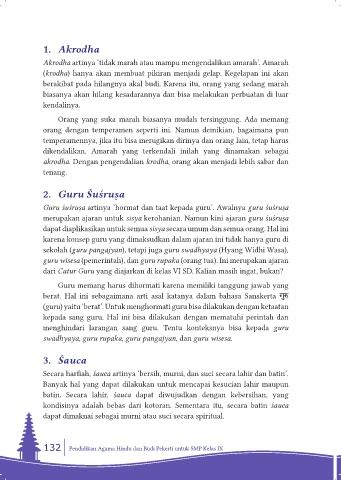 1. Akrodha
Akrodha artinya 'tidak marah atau mampu mengendalikan amarah'. Amarah
(krodha) hanya akan membuat pikiran menjadi gelap. Kegelapan ini akan
berakibat pada hilangnya akal budi. Karena itu, orang yang sedang marah
biasanya akan hilang kesadarannya dan bisa melakukan perbuatan di luar
kendalinya.
Orang yang suka marah biasanya mudah tersinggung. Ada memang
orang dengan temperamen seperti ini. Namun demikian, bagaimana pun
temperamennya, jika itu bisa merugikan dirinya dan orang lain, tetap harus
dikendalikan. Amarah yang terkendali inilah yang dinamakan sebagai
akrodha. Dengan pengendalian krodha, orang akan menjadi lebih sabar dan
tenang.
2. Guru Śuśruṣa
Guru śuśruṣa artinya 'hormat dan taat kepada guru'. Awalnya guru śuśruṣa
merupakan ajaran untuk sisya kerohanian. Namun kini ajaran guru śuśruṣa
dapat diaplikasikan untuk semua sisya secara umum dan semua orang. Hal ini
karena konsep guru yang dimaksudkan dalam ajaran ini tidak hanya guru di
sekolah (guru pangajyan), tetapi juga guru swadhyaya (Hyang Widhi Wasa),
guru wisesa (pemerintah), dan guru rupaka (orang tua). Ini merupakan ajaran
dari Catur Guru yang diajarkan di kelas VI SD. Kalian masih ingat, bukan?
Guru memang harus dihormati karena memiliki tanggung jawab yang
berat. Hal ini sebagaimana arti asal katanya dalam bahasa Sanskerta गुरु
(guru) yaitu 'berat'. Untuk menghormati guru bisa dilakukan dengan ketaatan
kepada sang guru. Hal ini bisa dilakukan dengan mematuhi perintah dan
menghindari larangan sang guru. Tentu konteksnya bisa kepada guru
swadhyaya, guru rupaka, guru pangajyan, dan guru wisesa.
3. Śauca
Secara harfiah, śauca artinya 'bersih, murni, dan suci secara lahir dan batin'.
Banyak hal yang dapat dilakukan untuk mencapai kesucian lahir maupun
batin. Secara lahir, śauca dapat diwujudkan dengan kebersihan, yang
kondisinya adalah bebas dari kotoran. Sementara itu, secara batin śauca
dapat dimaknai sebagai murni atau suci secara spiritual.
132 Pendidikan Agama Hindu dan Budi Pekerti untuk SMP Kelas IX